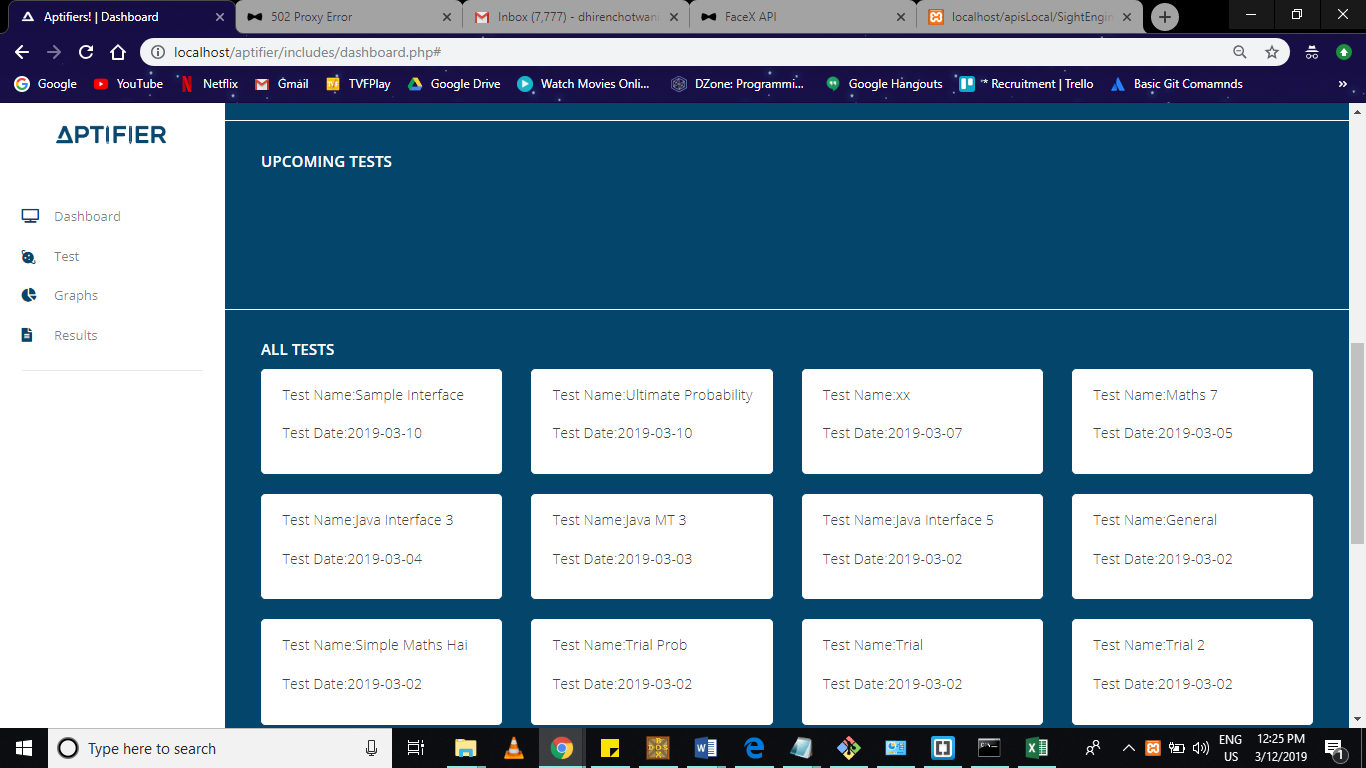 Aptifiers! | Dashboard
502 Proxy Error
Inbox (7,777) - dhirenchotwani
FaceX API
localhost/apisLocal/SightEngin
localhost/aptifier/includes/dashboard.php#
Google
YouTube
Netflix
Gmail
TVFPlay
Google Drive
Watch Movies Onli...
DZone: Programmi...
Google Hangouts
* Recruitment | Trello
Basic Git Comamnds
»
APTIFIER
Dashboard
Test
Graphs
Results
UPCOMING TESTS
ALL TESTS
Test Name:Sample Interface
Test Date:2019-03-10
Test Name:Ultimate Probability
Test Date:2019-03-10
Test Name:xx
Test Date:2019-03-07
Test Name:Maths 7
Test Date:2019-03-05
Test Name:Java Interface 3
Test Date:2019-03-04
Test Name:Java MT 3
Test Date:2019-03-03
Test Name:Java Interface 5
Test Date:2019-03-02
Test Name:General
Test Date:2019-03-02
Test Name:Simple Maths Hai
Test Date:2019-03-02
Test Name:Trial Prob
Test Date:2019-03-02
Test Name:Trial
Test Date:2019-03-02
Test Name:Trial 2
Test Date:2019-03-02
Type here to search
ENG
US
12:25 PM
3/12/2019
1